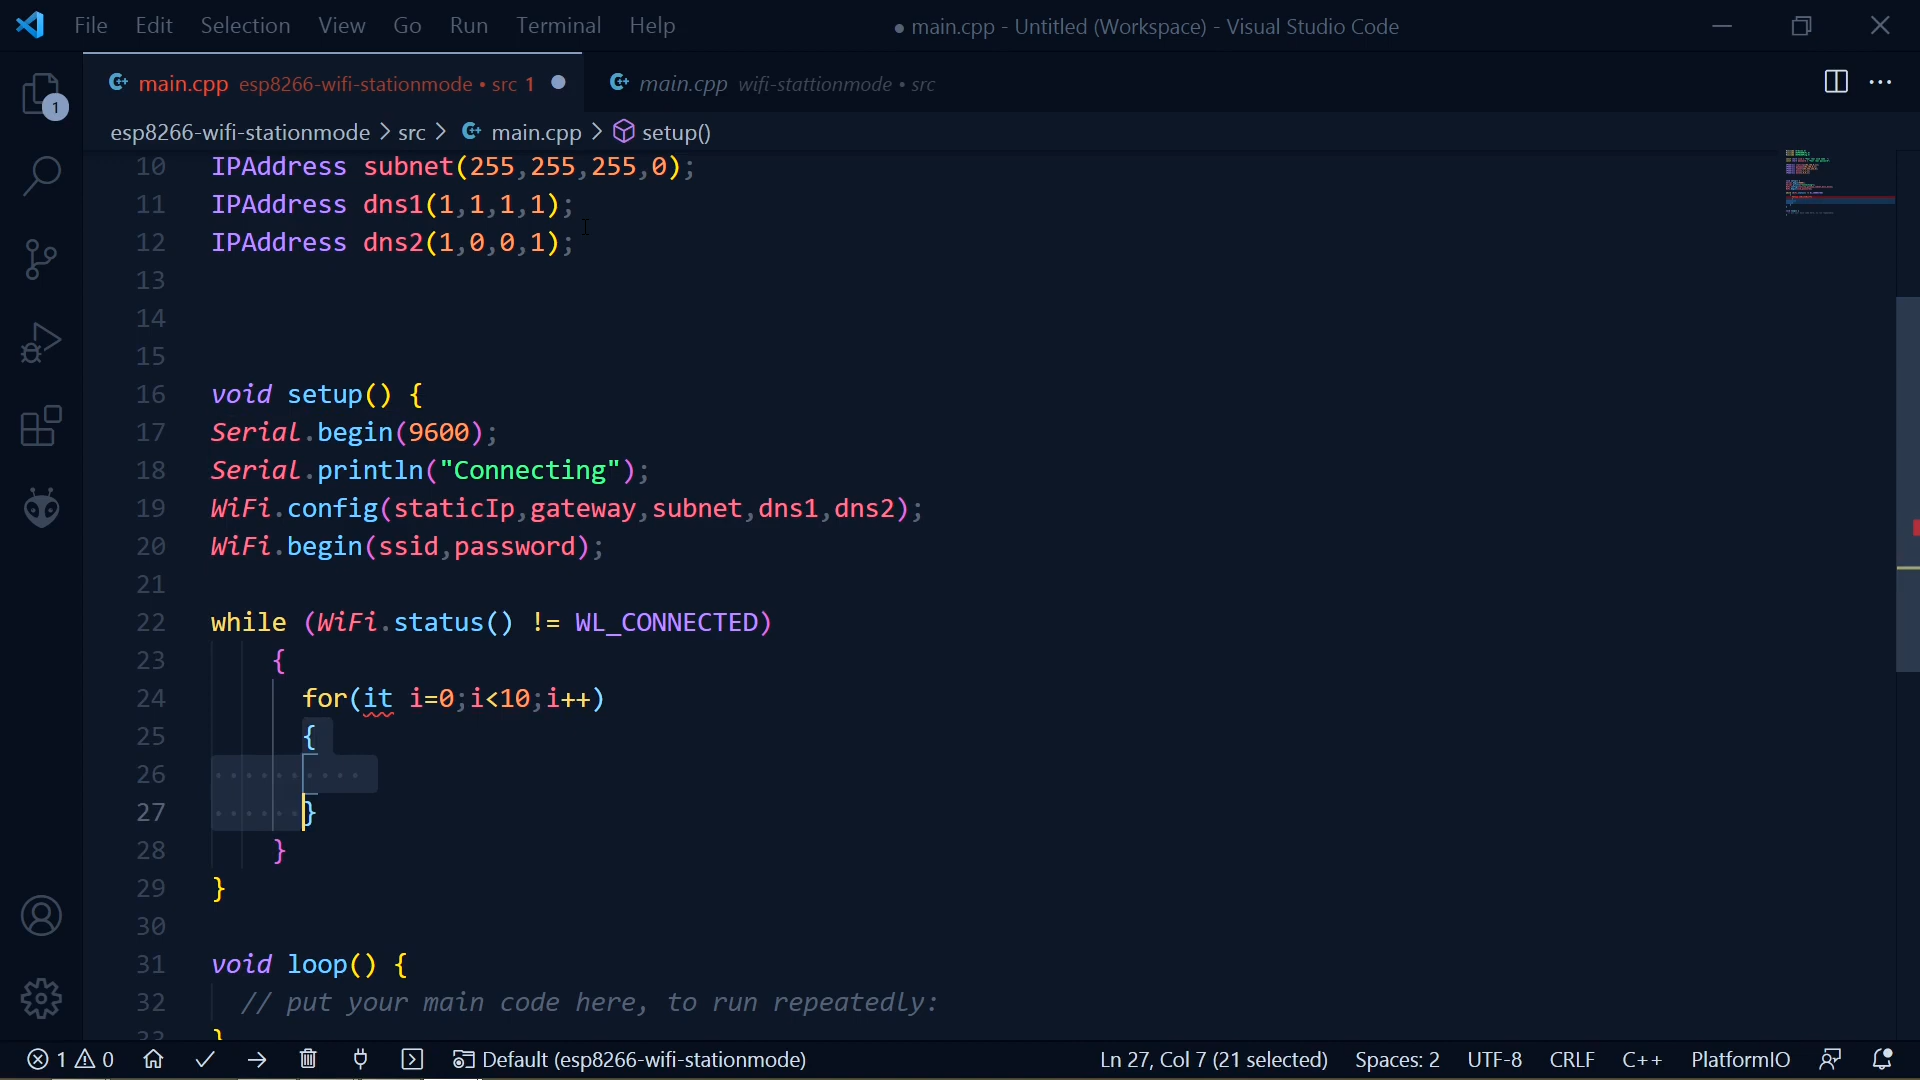 File Edit Selection View Go Run Terminal Help
● main.cpp - Untitled (Workspace) - Visual Studio Code
main.cpp esp8266-wifi-stationmode • src 1 ●
main.cpp wifi-stattionmode • src
esp8266-wifi-stationmode > src > main.cpp > setup()
1
10 IPAddress subnet(255,255,255,0);
11 IPAddress dns1(1,1,1,1);
12 IPAddress dns2(1,0,0,1);
13
14
15
16 void setup() {
17 Serial.begin(9600);
18 Serial.println("Connecting");
19 WiFi.config(staticIp,gateway,subnet,dns1,dns2);
20 WiFi.begin(ssid,password);
21
22 while (WiFi.status() != WL_CONNECTED)
23 {
24 for(it i=0;i<10;i++)
25 {
26
27 }
28 }
29 }
30
31 void loop() {
32 // put your main code here, to run repeatedly:
33 }
1 0 Default (esp8266-wifi-stationmode) Ln 27, Col 7 (21 selected) Spaces: 2 UTF-8 CRLF C++ PlatformIO